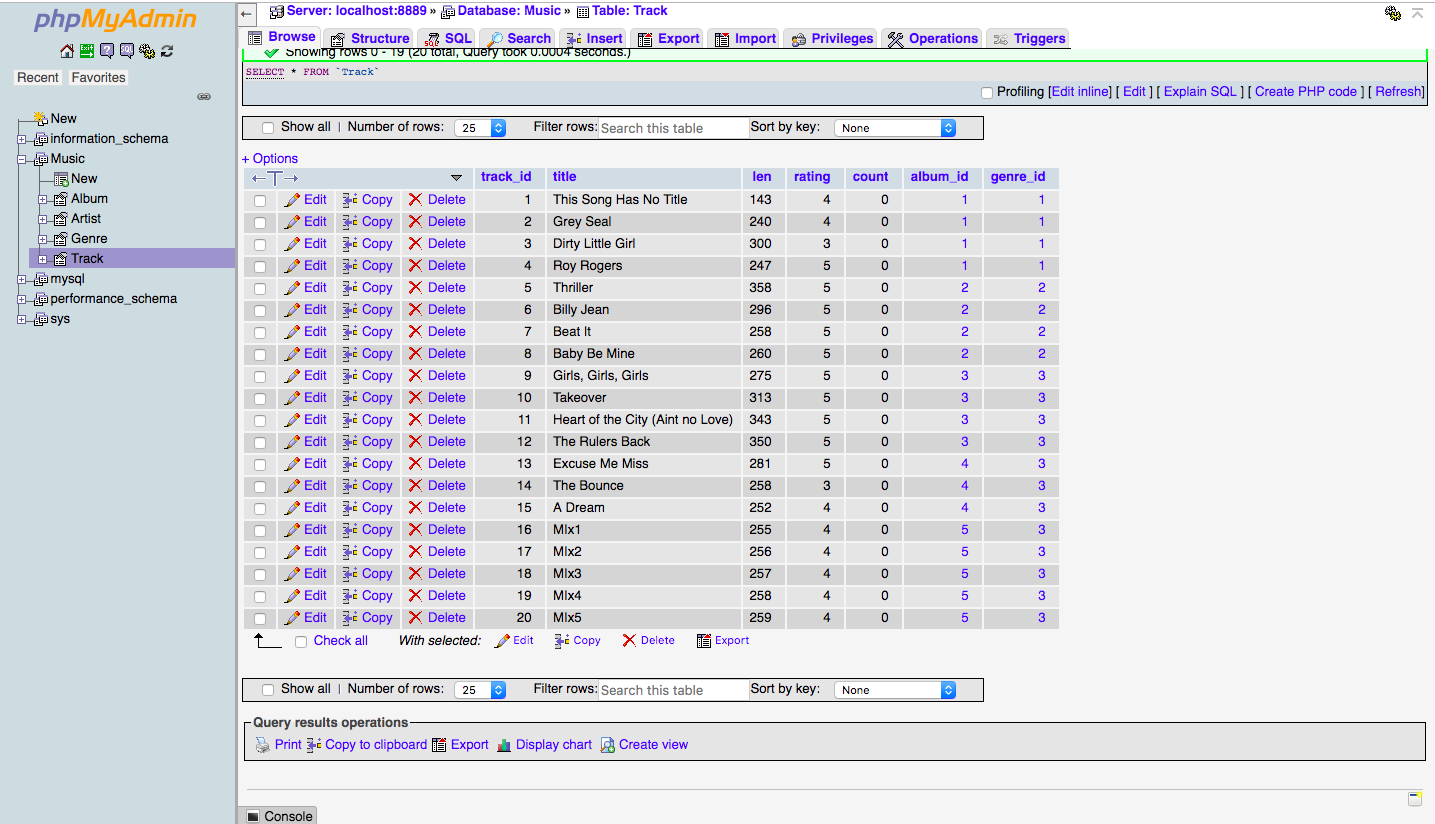 phpMyAdmin
Recent Favorites
New
information_schema
Music
New
Album
Artist
Genre
Track
mysql
performance_schema
sys
Server: localhost:8889 » Database: Music » Table: Track
Browse Structure SQL Search Insert Export Import Privileges Operations Triggers
Showing rows 0 - 19 (20 total, Query took 0.0004 seconds.)
SELECT * FROM `Track`
Profiling [Edit inline] [ Edit ] [ Explain SQL ] [ Create PHP code ] [ Refresh]
Show all | Number of rows: 25 Filter rows: Search this table Sort by key: None
+ Options
←T→ track_id title len rating count album_id genre_id
Edit Copy Delete 1 This Song Has No Title 143 4 0 1 1
Edit Copy Delete 2 Grey Seal 240 4 0 1 1
Edit Copy Delete 3 Dirty Little Girl 300 3 0 1 1
Edit Copy Delete 4 Roy Rogers 247 5 0 1 1
Edit Copy Delete 5 Thriller 358 5 0 2 2
Edit Copy Delete 6 Billy Jean 296 5 0 2 2
Edit Copy Delete 7 Beat It 258 5 0 2 2
Edit Copy Delete 8 Baby Be Mine 260 5 0 2 2
Edit Copy Delete 9 Girls, Girls, Girls 275 5 0 3 3
Edit Copy Delete 10 Takeover 313 5 0 3 3
Edit Copy Delete 11 Heart of the City (Aint no Love) 343 5 0 3 3
Edit Copy Delete 12 The Rulers Back 350 5 0 3 3
Edit Copy Delete 13 Excuse Me Miss 281 5 0 4 3
Edit Copy Delete 14 The Bounce 258 3 0 4 3
Edit Copy Delete 15 A Dream 252 4 0 4 3
Edit Copy Delete 16 MIx1 255 4 0 5 3
Edit Copy Delete 17 MIx2 256 4 0 5 3
Edit Copy Delete 18 MIx3 257 4 0 5 3
Edit Copy Delete 19 MIx4 258 4 0 5 3
Edit Copy Delete 20 MIx5 259 4 0 5 3
Check all With selected: Edit Copy Delete Export
Show all | Number of rows: 25 Filter rows: Search this table Sort by key: None
Query results operations
Print Copy to clipboard Export Display chart Create view
Console